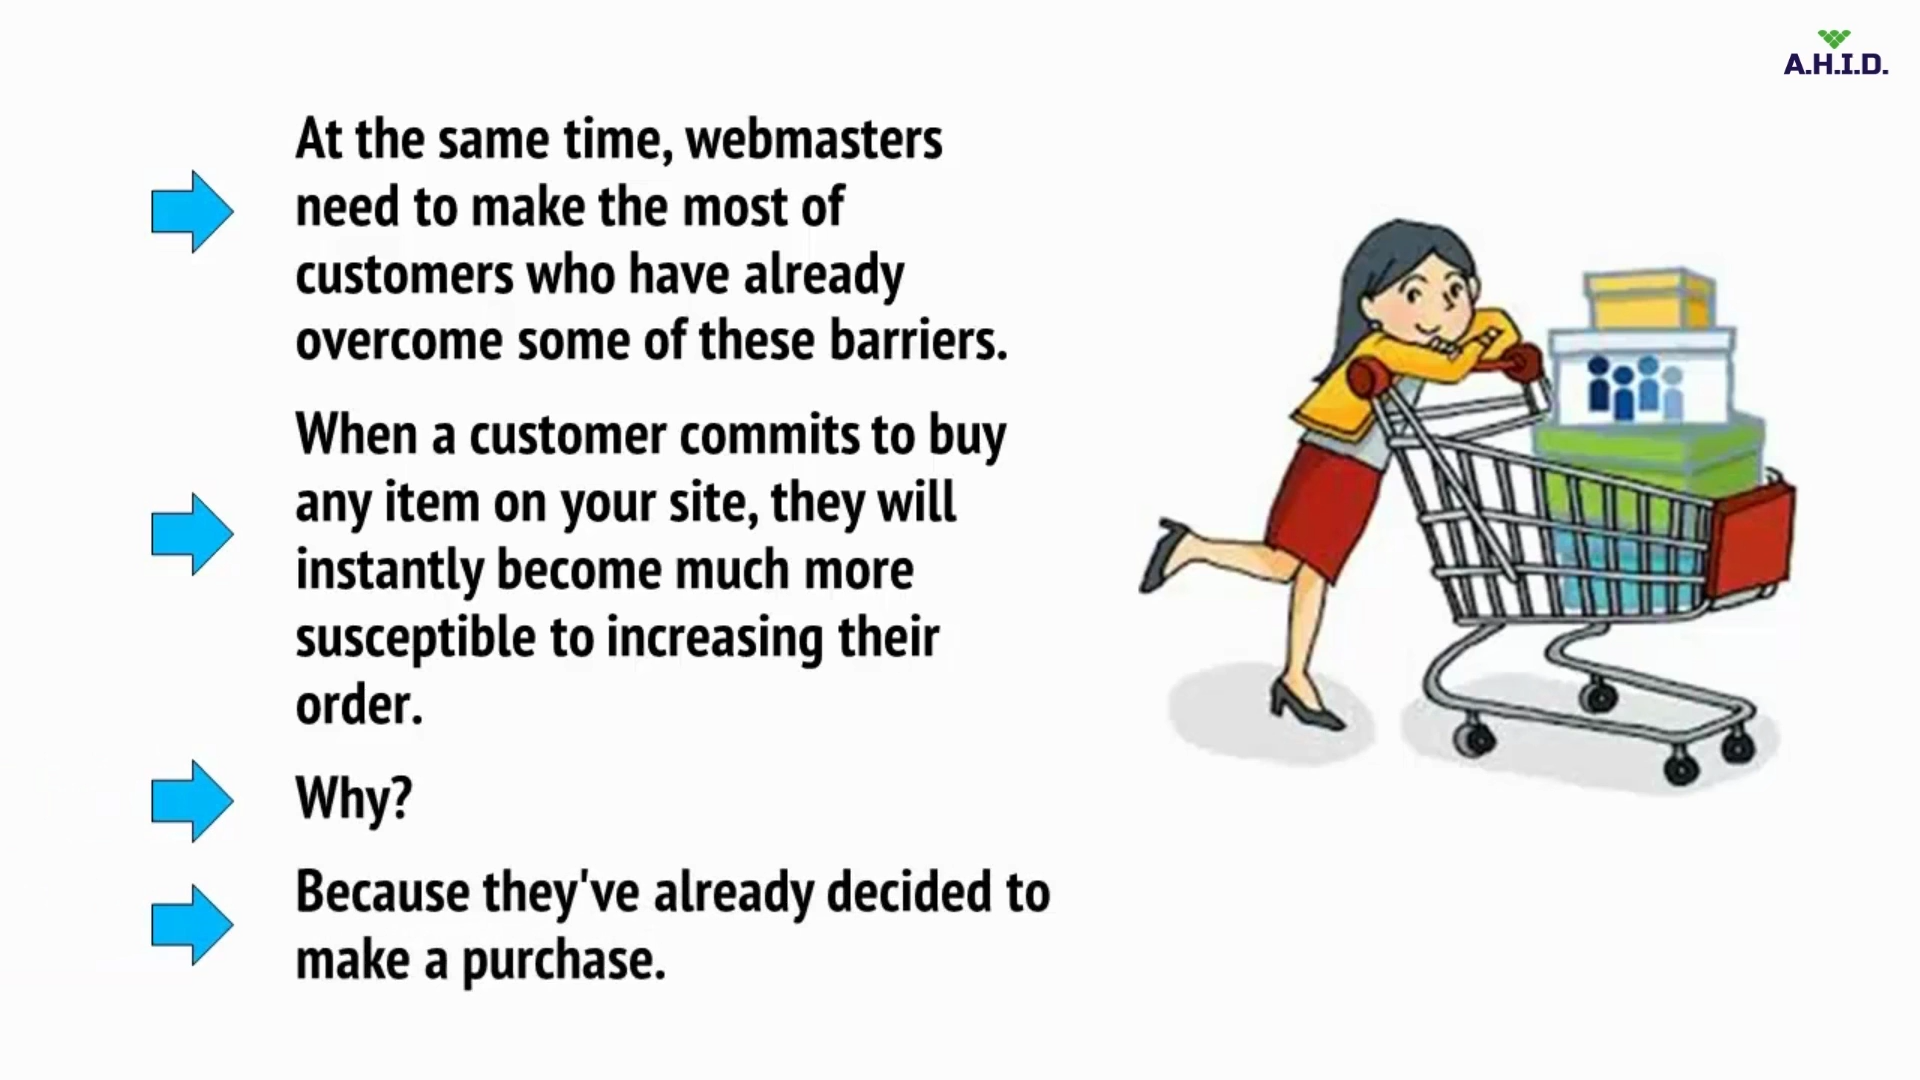 A.H.I.D.
At the same time, webmasters
need to make the most of
customers who have already
overcome some of these barriers.
When a customer commits to buy
any item on your site, they will
instantly become much more
susceptible to increasing their
order.
Why?
Because they've already decided to
make a purchase.